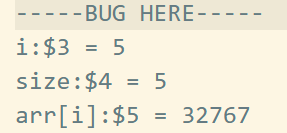 -----BUG HERE-----
i:$3 = 5
size:$4 = 5
arr[i]:$5 = 32767